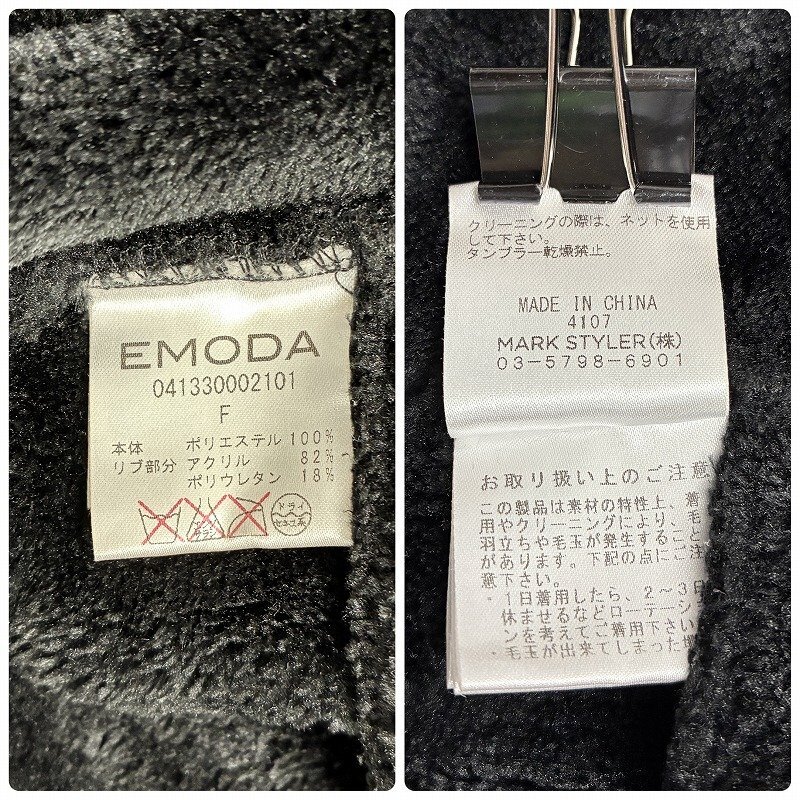 EMODA
041330002101
F
本体 ポリエステル 100%
リブ部分 アクリル 82%
ポリウレタン 18%
ドライ
セキユ系
クリーニングの際は、ネットを使用
して下さい。
タンブラー乾燥禁止。
MADE IN CHINA
4107
MARK STYLER(株)
03-5798-6901
お取り扱い上のご注意
この製品は素材の特性上、着
用やクリーニングにより、毛
羽立ちや毛玉が発生すること
があります。下記の点にご注
意下さい。
・1日着用したら、2〜3日
休ませるなどローテーショ
ンを考えてご着用下さい
・毛玉が出来てしまった場